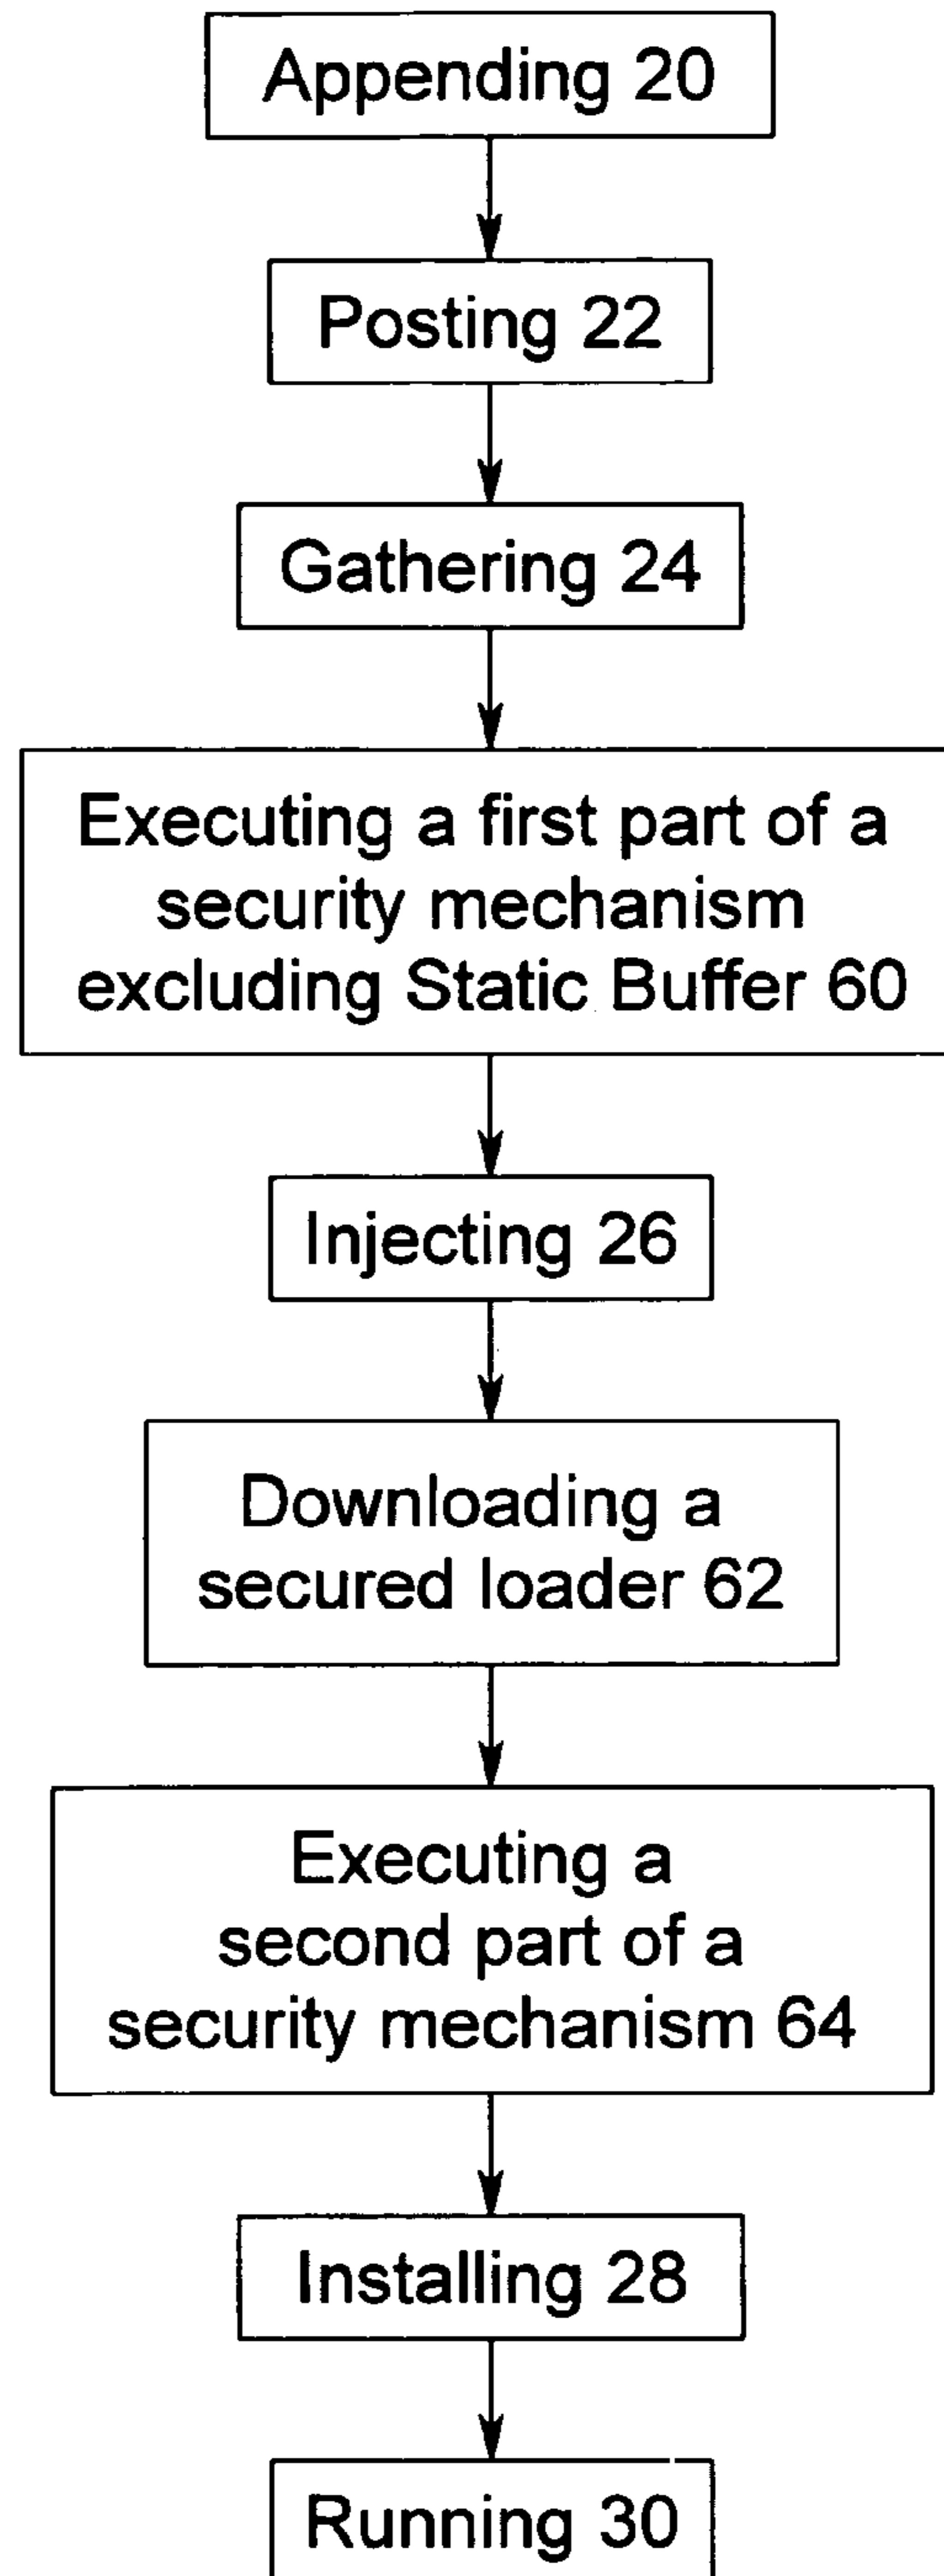 Appending 20
Posting 22
Gathering 24
Executing a first part of a
security mechanism
excluding Static Buffer 60
Injecting 26
Downloading a
secured loader 62
Executing a
second part of a
security mechanism 64
Installing 28
Running 30